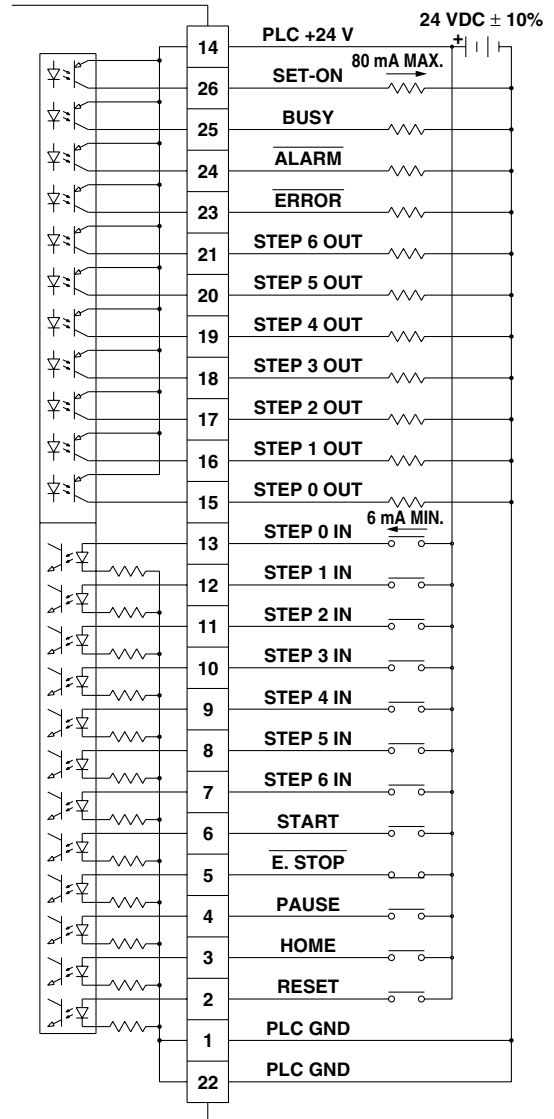 24 VDC ± 10%
14 PLC +24 V +
80 mA MAX.
26 SET-ON
25 BUSY
24 ALARM
23 ERROR
21 STEP 6 OUT
20 STEP 5 OUT
19 STEP 4 OUT
18 STEP 3 OUT
17 STEP 2 OUT
16 STEP 1 OUT
15 STEP 0 OUT
6 mA MIN.
13 STEP 0 IN
12 STEP 1 IN
11 STEP 2 IN
10 STEP 3 IN
9 STEP 4 IN
8 STEP 5 IN
7 STEP 6 IN
6 START
5 E. STOP
4 PAUSE
3 HOME
2 RESET
1 PLC GND
22 PLC GND